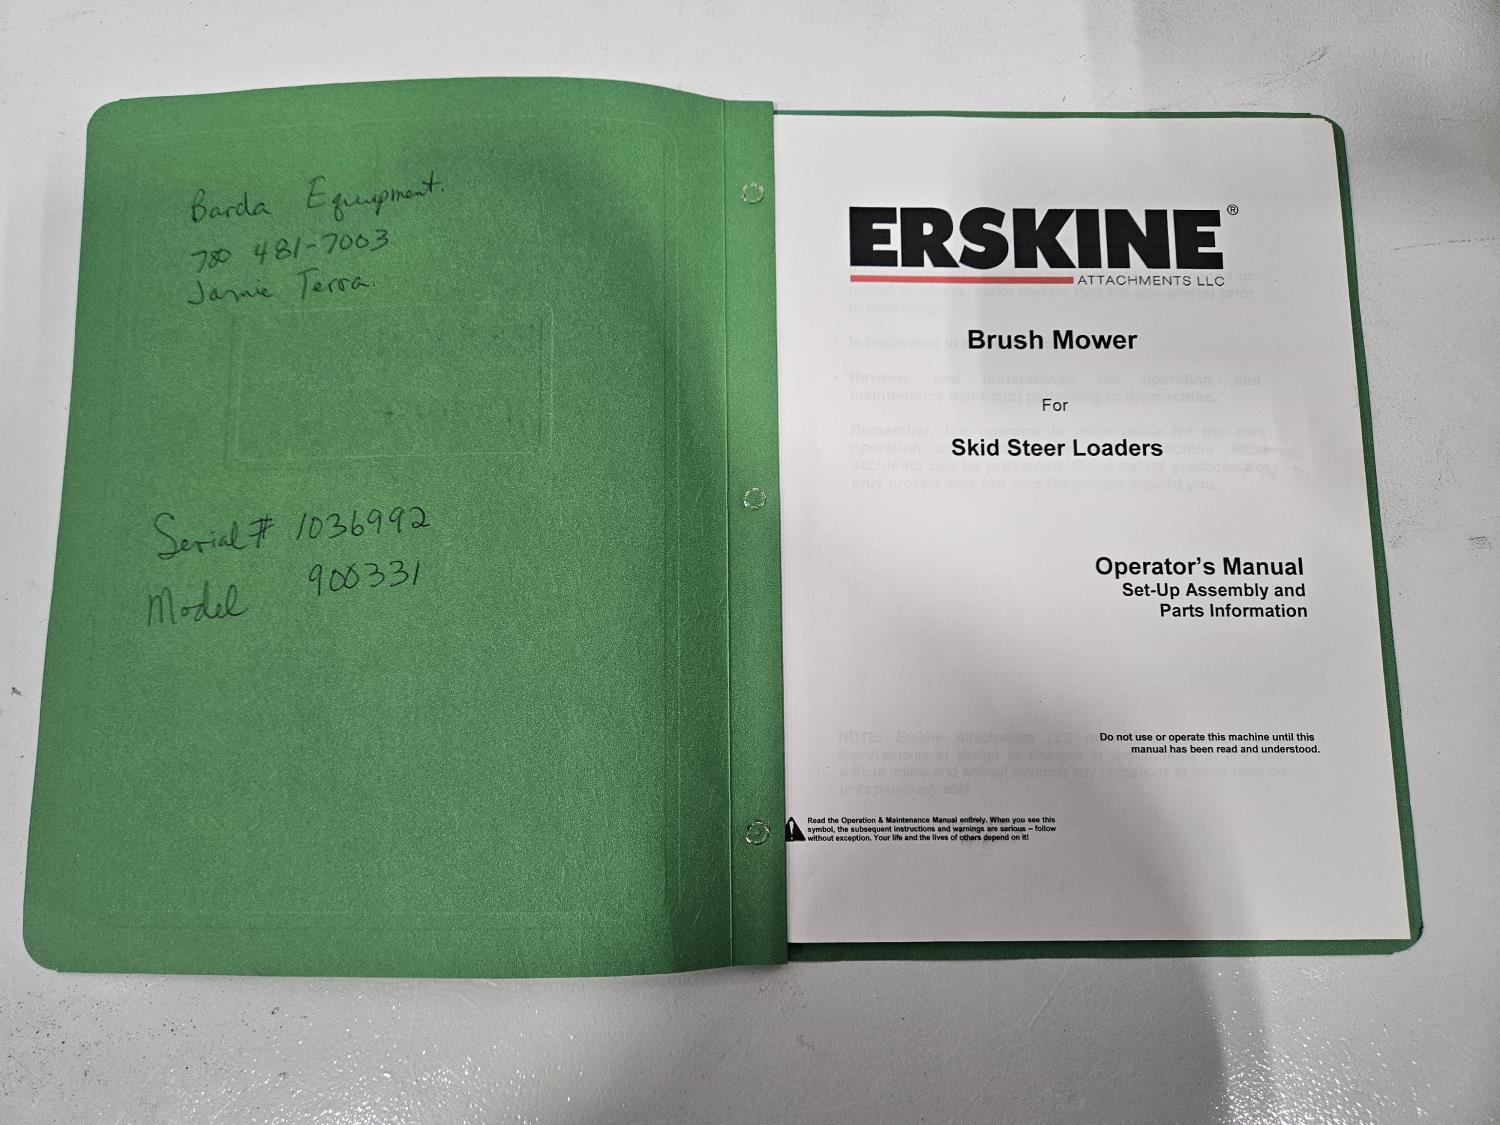 Barda Equipment.
780 481-7003
Jamie Terra.
Serial# 1036992
Model 900331
ERSKINE®
ATTACHMENTS LLC
Brush Mower
For
Skid Steer Loaders
Operator's Manual
Set-Up Assembly and
Parts Information
Do not use or operate this machine until this
manual has been read and understood.
Read the Operation & Maintenance Manual entirely. When you see this
symbol, the subsequent instructions and warnings are serious – follow
without exception. Your life and the lives of others depend on it!